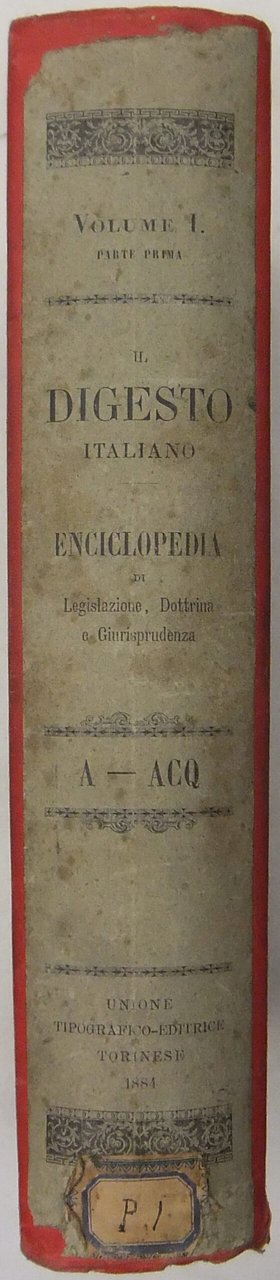 VOLUME I.
PARTE PRIMA
IL
DIGESTO
ITALIANO
ENCICLOPEDIA
DI
Legislazione, Dottrina
e Giurisprudenza
A — ACQ
UNIONE
TIPOGRAFICO-EDITRICE
TORINESE
1884
P. 1